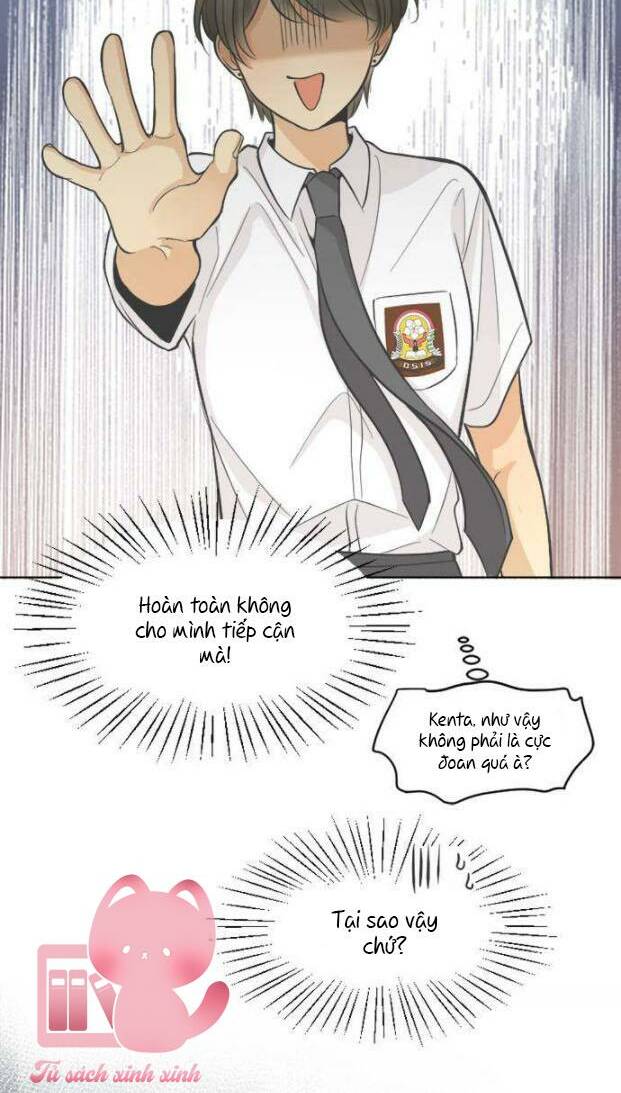 OSIS
Hoàn toàn không
cho mình tiếp cận
mà!
Kenta, như vậy
không phải là cực
đoan quá à?
Tại sao vậy
chứ?
Tủ sách xinh xinh